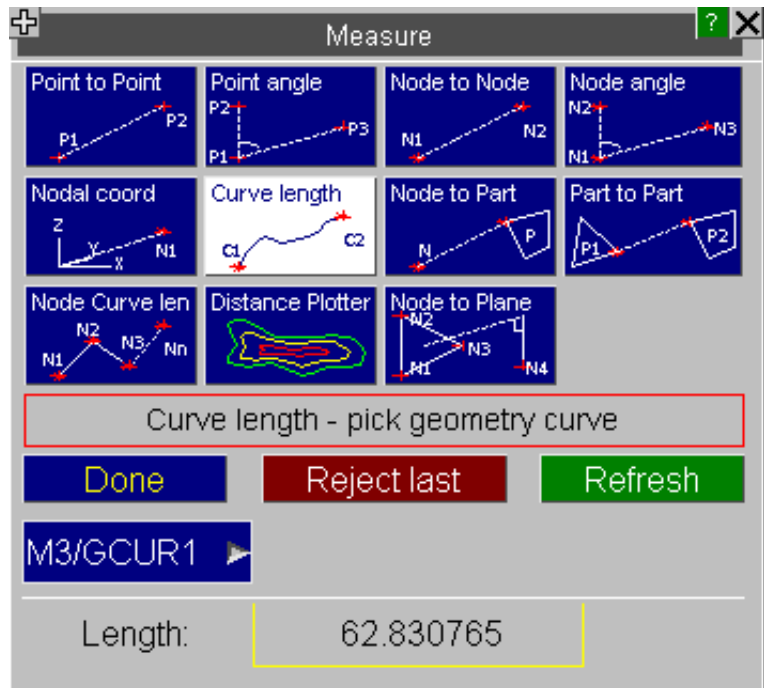 ?
Measure
Point to Point
P1
P2
Point angle
P2
P3
P1
Node to Node
N1
N2
Node angle
N2
N3
N1
Nodal coord
Z
Y
X
N1
Curve length
C1
C2
Node to Part
N
P
Part to Part
P1
P2
Node Curve len
N1
N2
N3
Nn
Distance Plotter
Node to Plane
N2
N3
N1
N4
Curve length - pick geometry curve
Done
Reject last
Refresh
M3/GCUR1
Length:
62.830765